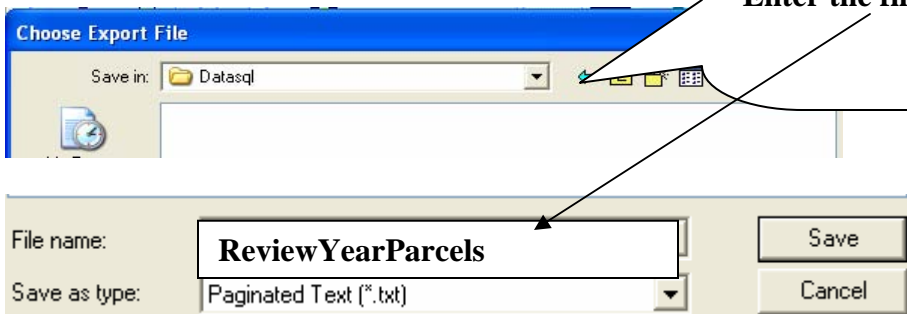 Enter the
Choose Export File
Save in: Datasql
File name: ReviewYearParcels Save
Save as type: Paginated Text (*.txt) Cancel